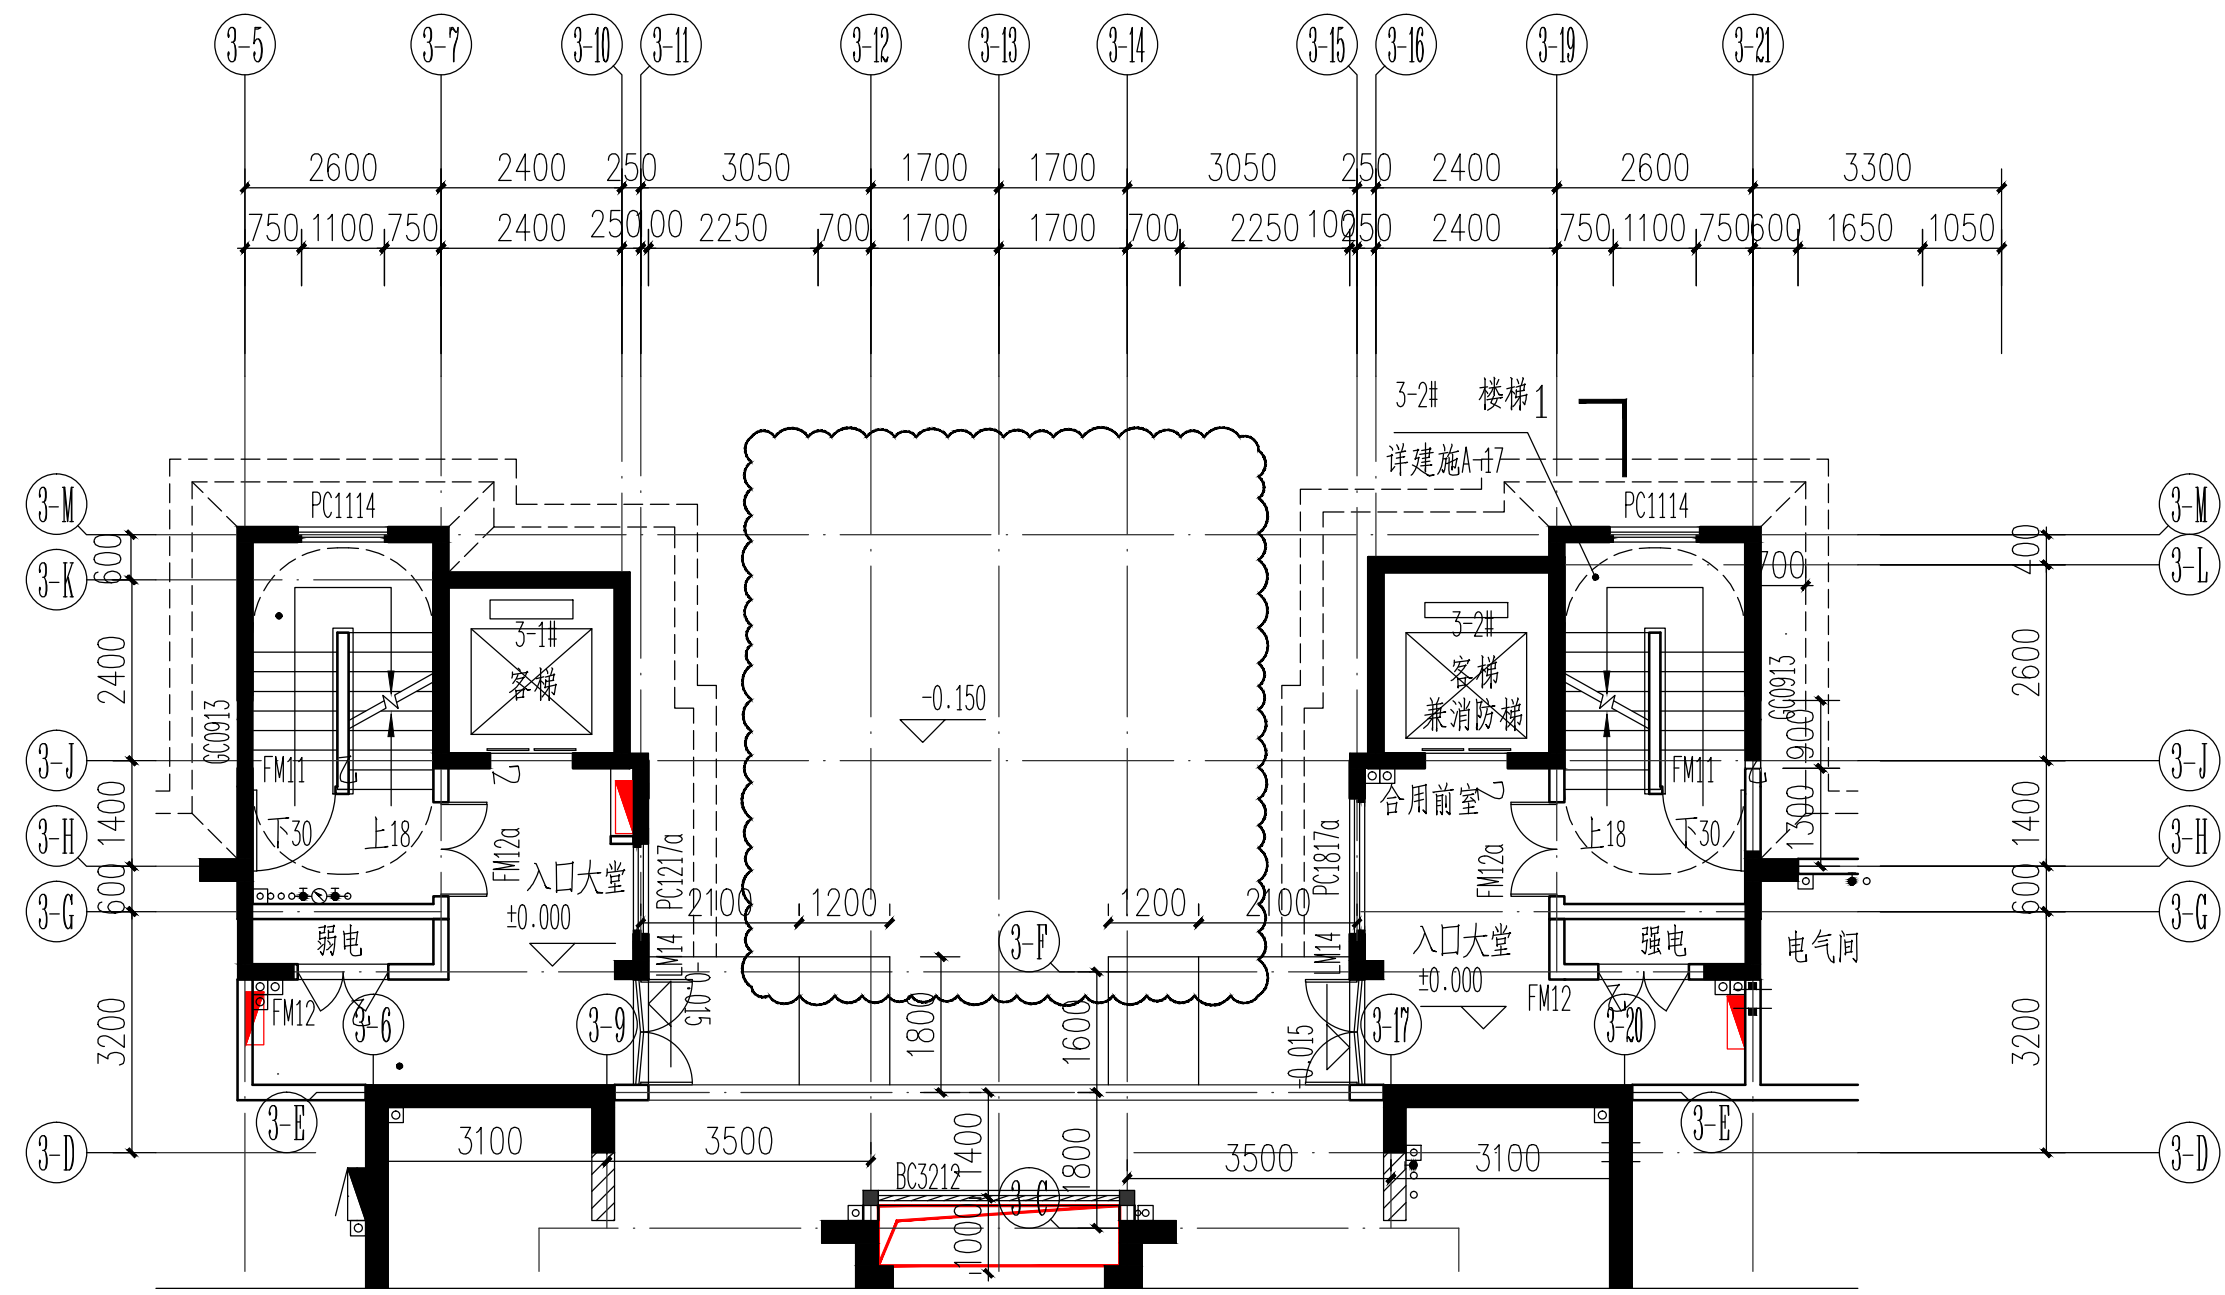 3-5 3-7 3-10 3-11 3-12 3-13 3-14 3-15 3-16 3-19 3-21
2600 2400 250 3050 1700 1700 3050 250 2400 2600 3300
750 1100 750 2400 250 100 2250 700 1700 1700 700 2250 100 250 2400 750 1100 750 600 1650 1050
3-2# 楼梯 1
详建施A-17
3-M PC1114 PC1114 3-M
600 400
3-K 3-L
700
2400 3-1# 3-2# 2600
客梯 客梯
兼消防梯
-0.150
GC0913 GC0913
900
3-J FM11 乙 2 2 FM11 乙 3-J
合用前室
1400 1300 1400
3-H 下30 上18 FM12a PC1217a PC1817a FM12a 上18 下30 3-H
入口大堂
±0.000
600 2100 1200 1200 2100 600
3-G 3-G
弱电 3-F 入口大堂 强电 电气间
±0.000
LM14 LM14
-0.015 -0.015
FM12 FM12
3-6 3-9 3-17 3-20
3200 1800 1600 3200
3-E 3-E
3-D 3100 3500 1400 1800 3500 3100 3-D
BC3212 3-C
1000